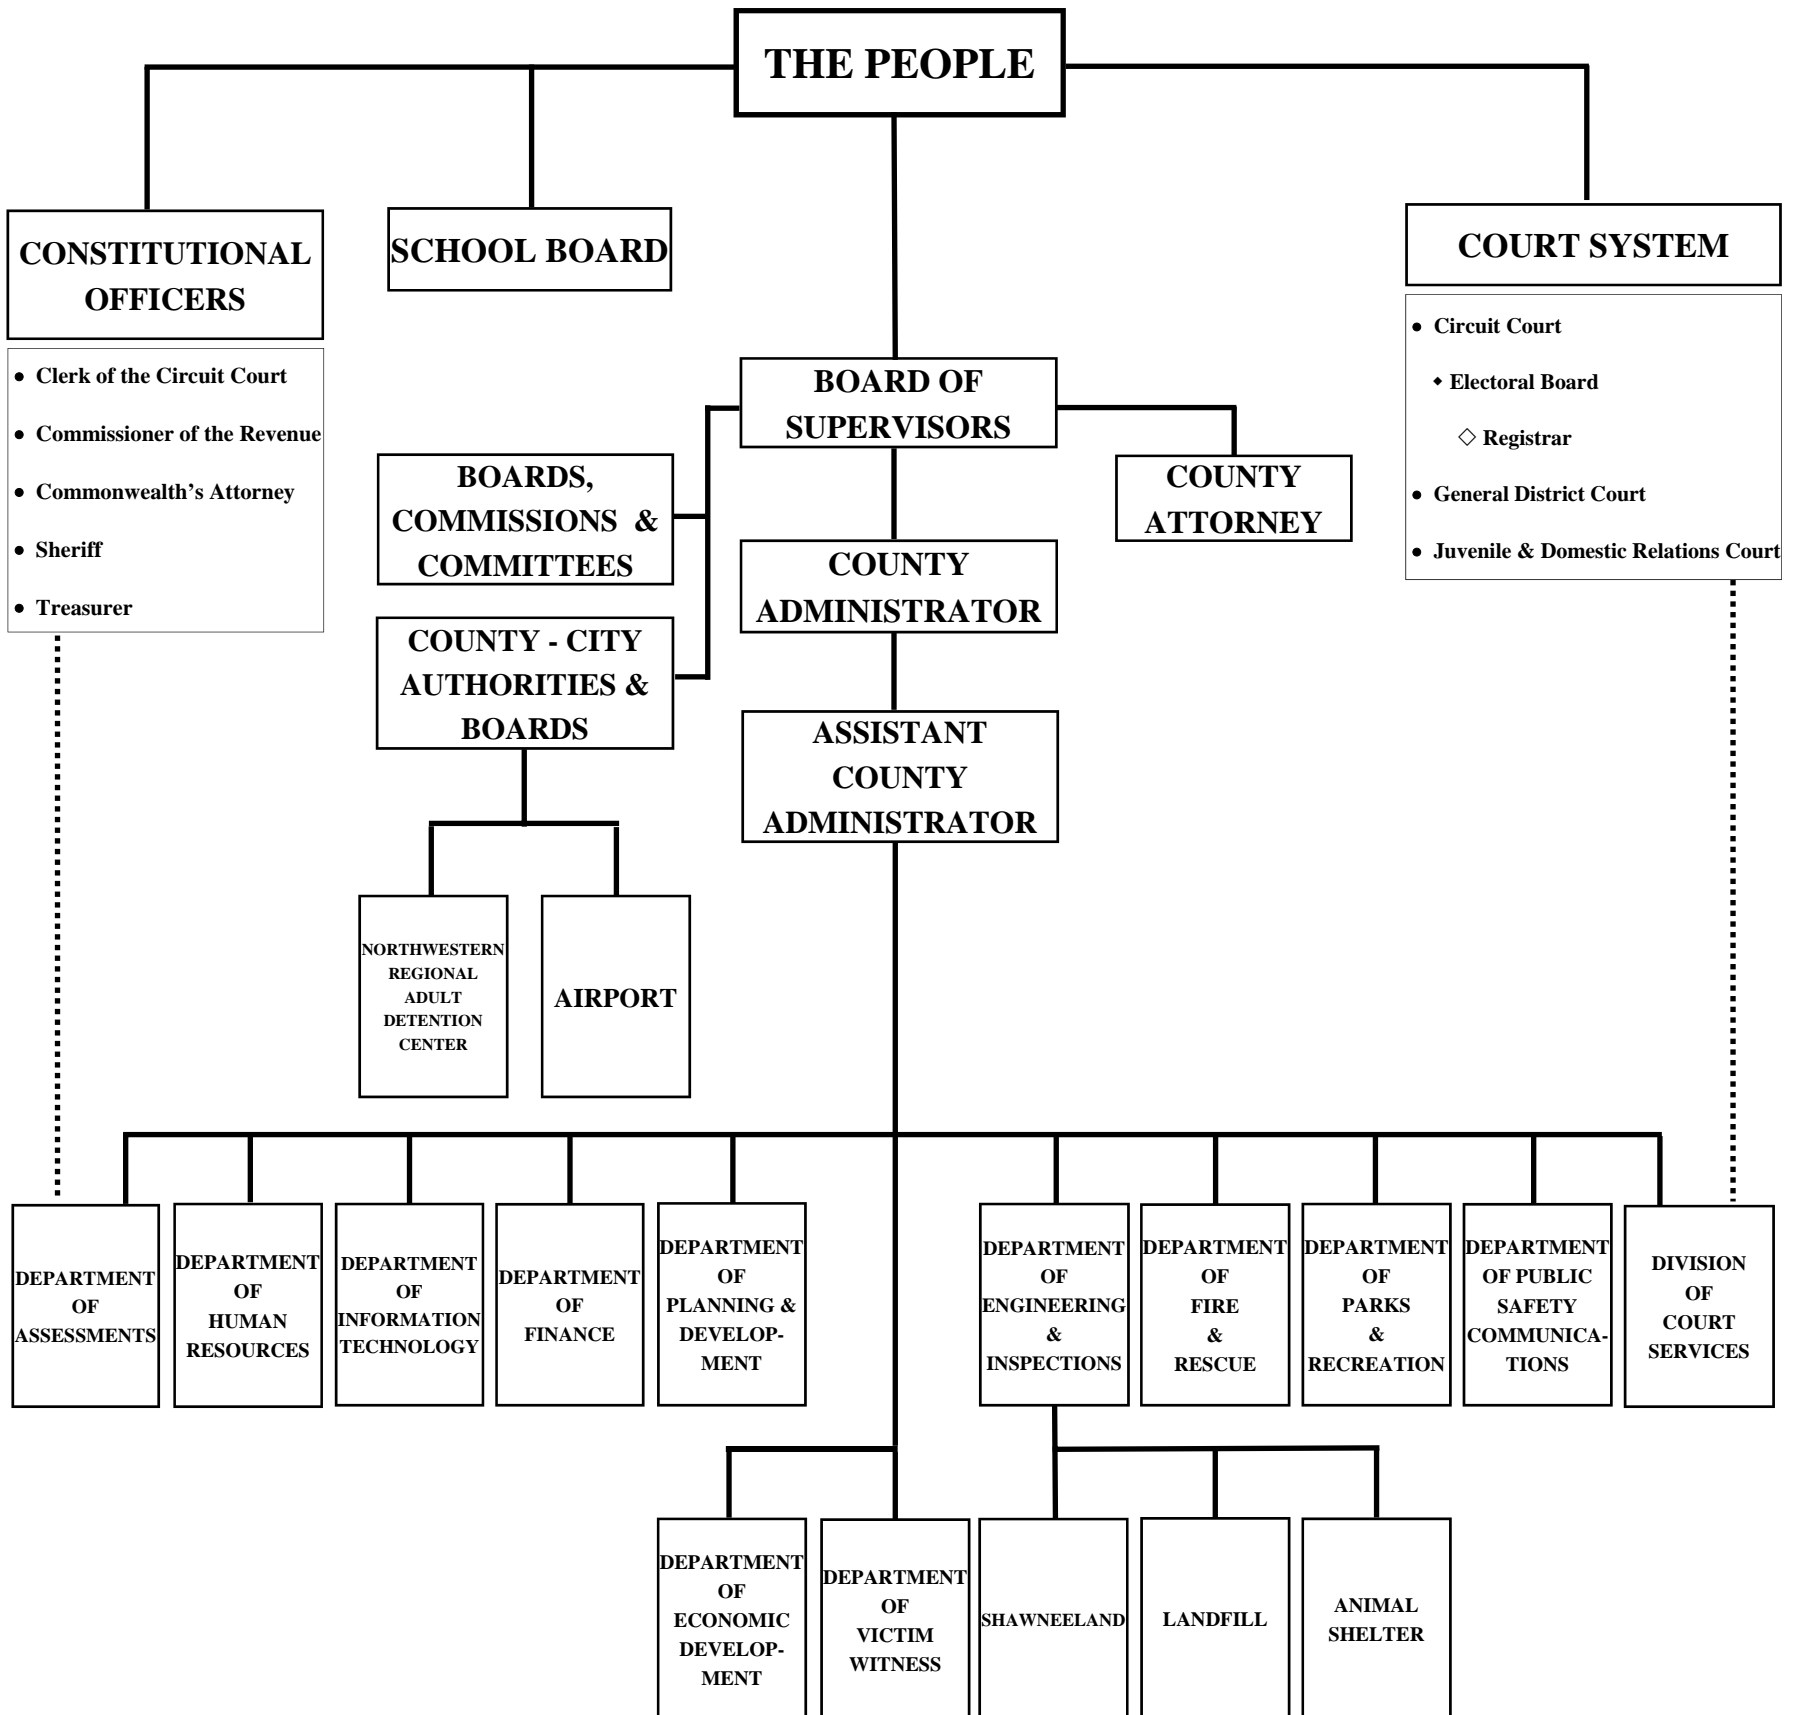 THE PEOPLE
CONSTITUTIONAL
OFFICERS
SCHOOL BOARD
COURT SYSTEM
● Clerk of the Circuit Court
● Commissioner of the Revenue
● Commonwealth’s Attorney
● Sheriff
● Treasurer
● Circuit Court
◆ Electoral Board
◇ Registrar
● General District Court
● Juvenile & Domestic Relations Court
BOARD OF
SUPERVISORS
BOARDS,
COMMISSIONS &
COMMITTEES
COUNTY
ATTORNEY
COUNTY
ADMINISTRATOR
COUNTY - CITY
AUTHORITIES &
BOARDS
ASSISTANT
COUNTY
ADMINISTRATOR
NORTHWESTERN
REGIONAL
ADULT
DETENTION
CENTER
AIRPORT
DEPARTMENT
OF
ASSESSMENTS
DEPARTMENT
OF
HUMAN
RESOURCES
DEPARTMENT
OF
INFORMATION
TECHNOLOGY
DEPARTMENT
OF
FINANCE
DEPARTMENT
OF
PLANNING &
DEVELOP-
MENT
DEPARTMENT
OF
ENGINEERING
&
INSPECTIONS
DEPARTMENT
OF
FIRE
&
RESCUE
DEPARTMENT
OF
PARKS
&
RECREATION
DEPARTMENT
OF PUBLIC
SAFETY
COMMUNICA-
TIONS
DIVISION
OF
COURT
SERVICES
DEPARTMENT
OF
ECONOMIC
DEVELOP-
MENT
DEPARTMENT
OF
VICTIM
WITNESS
SHAWNEELAND
LANDFILL
ANIMAL
SHELTER